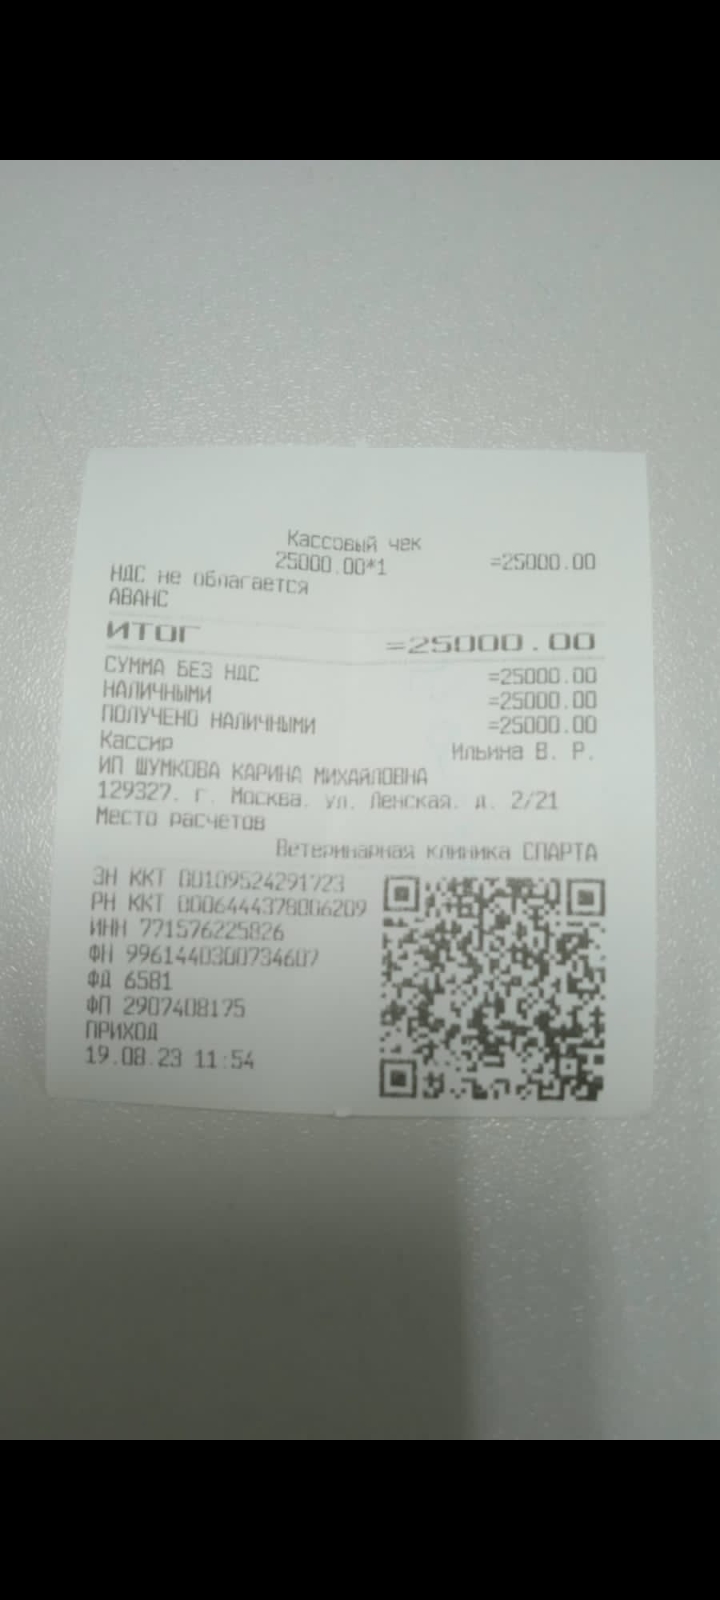 Кассовый чек
25000.00*1 =25000.00
НДС не облагается
АВАНС
ИТОГ =25000.00
СУММА БЕЗ НДС =25000.00
НАЛИЧНЫМИ =25000.00
ПОЛУЧЕНО НАЛИЧНЫМИ =25000.00
Кассир Ильина В. Р.
ИП ШУМКОВА КАРИНА МИХАЙЛОВНА
129327. г. Москва. ул. Ленская. д. 2/21
Место расчетов
Ветеринарная клиника СПАРТА
ЗН ККТ 00109524291723
РН ККТ 0006444378006209
ИНН 771576225826
ФН 9961440300734607
ФД 6581
ФП 2907408175
ПРИХОД
19.08.23 11:54